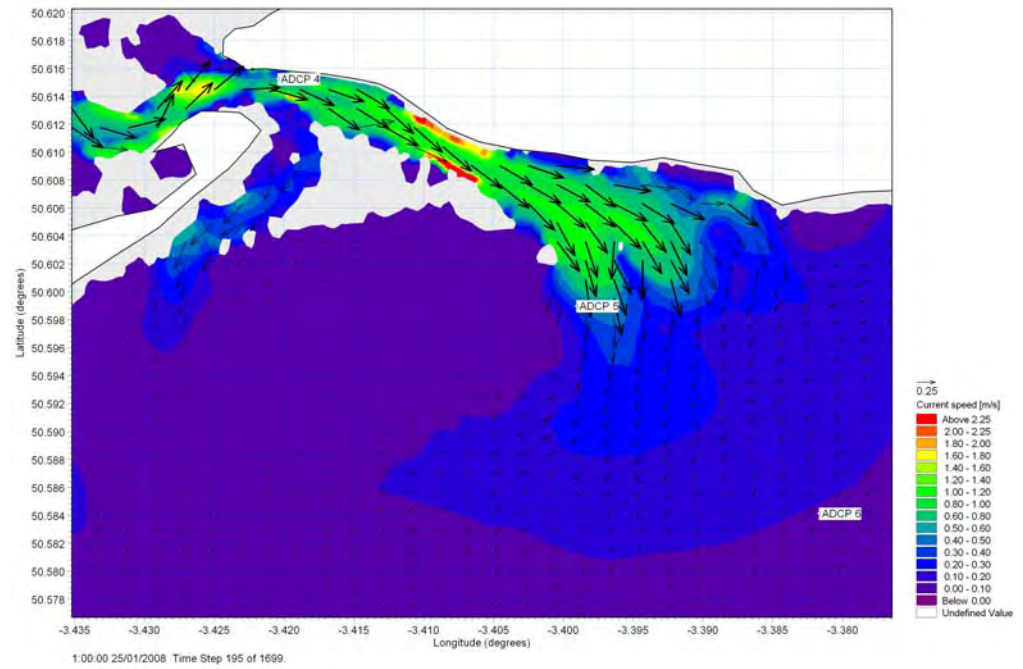 50.620
50.618
50.616
50.614
50.612
50.610
50.608
50.606
50.604
50.602
50.600
50.598
50.596
50.594
50.592
50.590
50.588
50.586
50.584
50.582
50.580
50.578
Latitude (degrees)
ADCP 4
ADCP 5
ADCP 6
-3.435 -3.430 -3.425 -3.420 -3.415 -3.410 -3.405 -3.400 -3.395 -3.390 -3.385 -3.380
Longitude (degrees)
1:00:00 25/01/2008 Time Step 195 of 1699.
0.25
Current speed [m/s]
Above 2.25
2.00 - 2.25
1.80 - 2.00
1.60 - 1.80
1.40 - 1.60
1.20 - 1.40
1.00 - 1.20
0.80 - 1.00
0.60 - 0.80
0.50 - 0.60
0.40 - 0.50
0.30 - 0.40
0.20 - 0.30
0.10 - 0.20
0.00 - 0.10
Below 0.00
Undefined Value